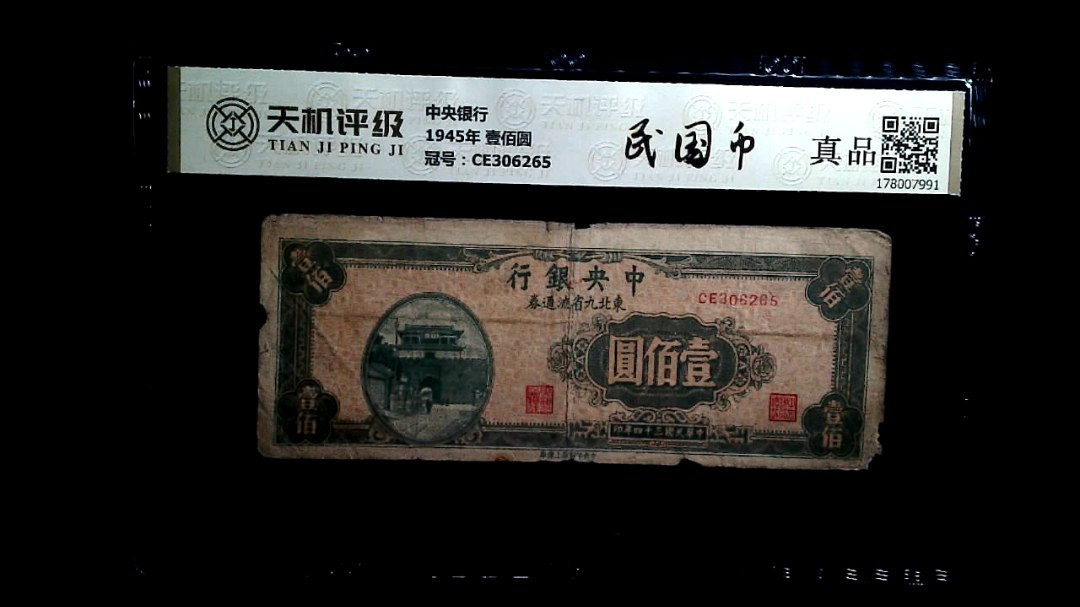 天机评级
TIAN JI PING JI
中央银行
1945年 壹佰圆
冠号：CE306265
民国币
真品
178007991
行銀央中
券通流省九北東
CE306265
圓佰壹
印年四十三國民華中
壹佰
壹佰
壹佰
壹佰